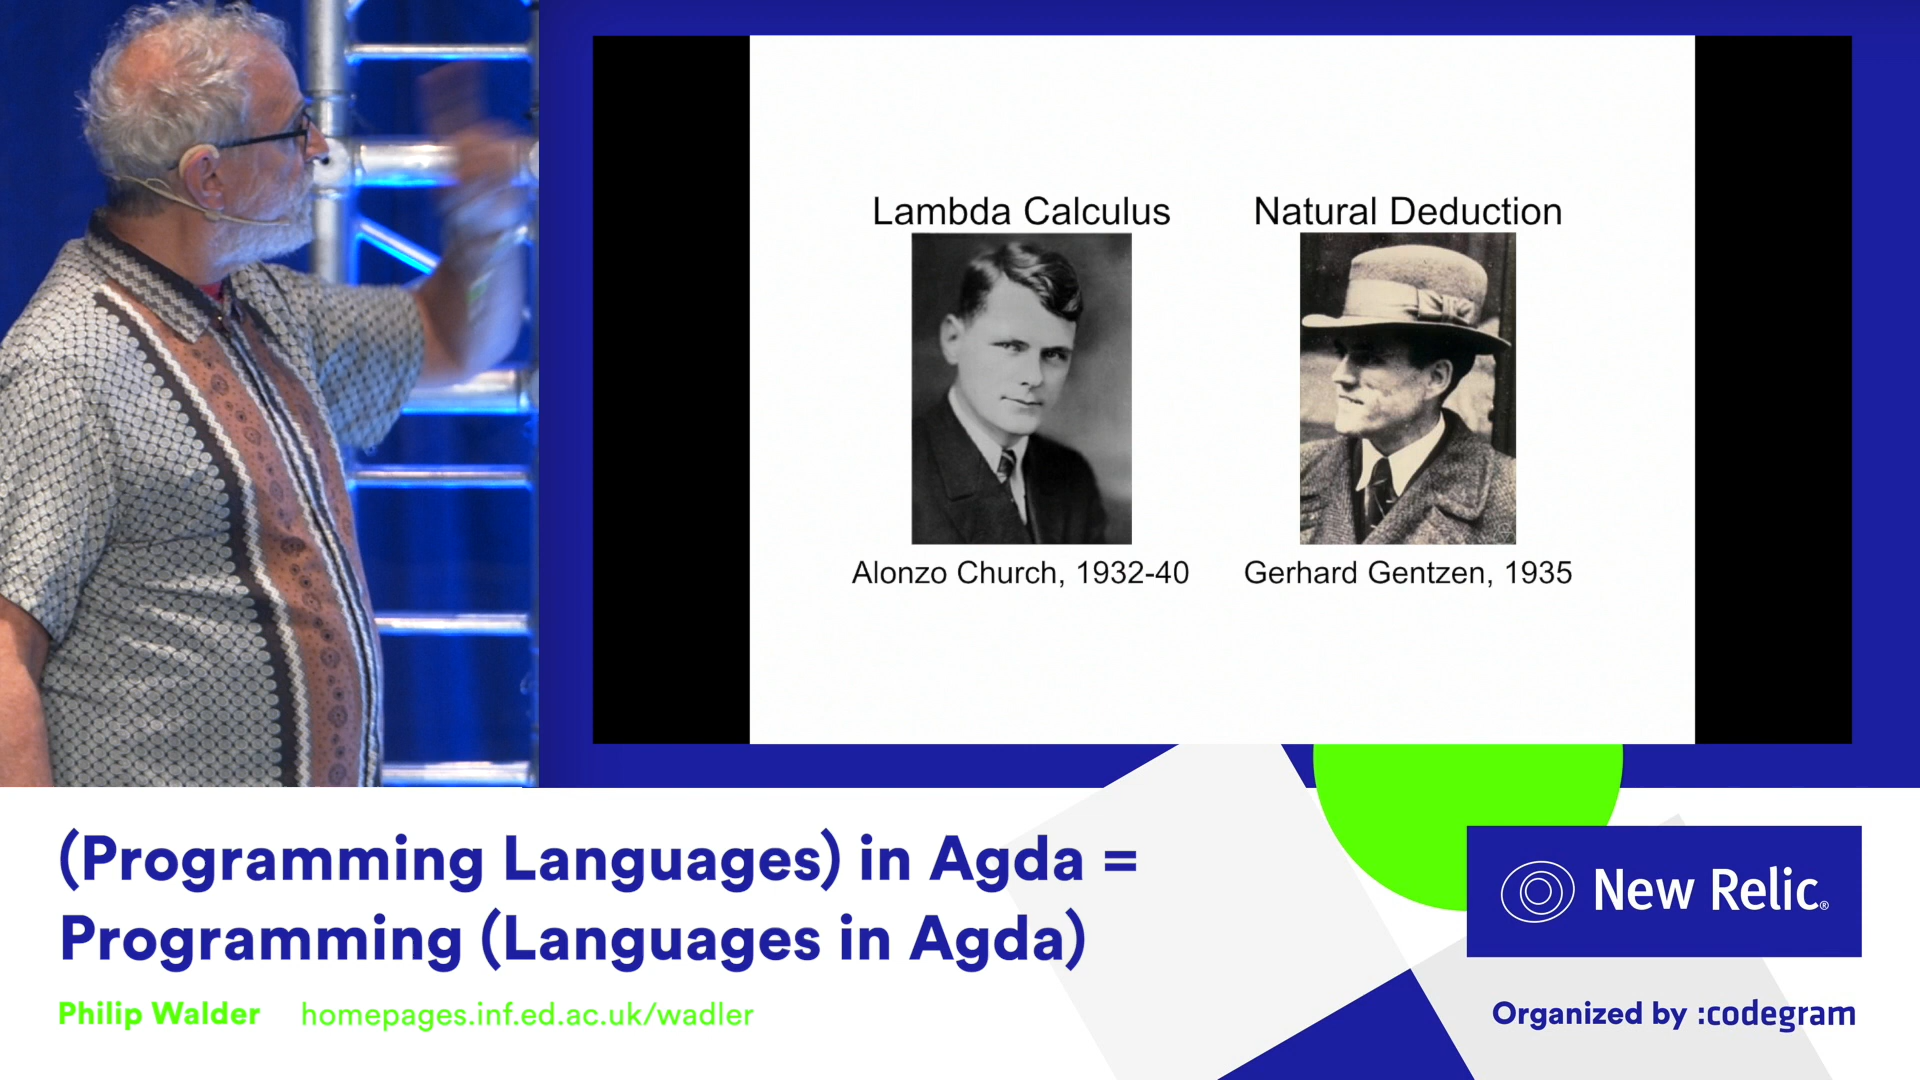 Lambda Calculus
Natural Deduction
Alonzo Church, 1932-40
Gerhard Gentzen, 1935
(Programming Languages) in Agda =
Programming (Languages in Agda)
Philip Walder
homepages.inf.ed.ac.uk/wadler
New Relic®
Organized by :codegram